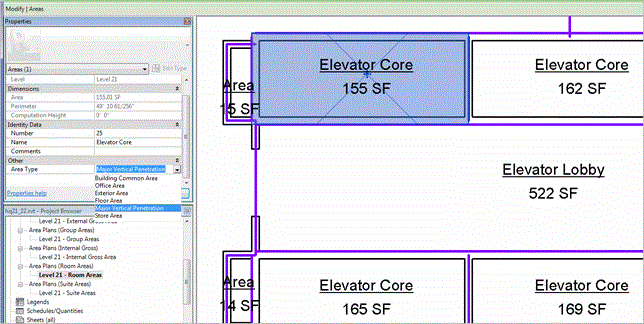 Modify | Areas
Properties
Areas (1)
Edit Type
Level
Level 21
Dimensions
Area
155.01 SF
Perimeter
49' 10 61/256"
Computation Height
0' 0"
Identity Data
Number
25
Name
Elevator Core
Comments
Other
Area Type
Major Vertical Penetration
Building Common Area
Office Area
Exterior Area
Floor Area
Major Vertical Penetration
Store Area
Properties help
hq21_22.rvt - Project Browser
Level 21 - External Gross
Area Plans (Group Areas)
Level 21 - Group Areas
Area Plans (Internal Gross)
Level 21 - Internal Gross Area
Area Plans (Room Areas)
Level 21 - Room Areas
Area Plans (Suite Areas)
Level 21 - Suite Areas
Legends
Schedules/Quantities
Sheets (all)
Elevator Core
155 SF
Elevator Core
162 SF
Area
15 SF
Elevator Lobby
522 SF
Area
14 SF
Elevator Core
165 SF
Elevator Core
169 SF